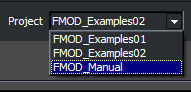 Project FMOD_Examples02
FMOD_Examples01
FMOD_Examples02
FMOD_Manual